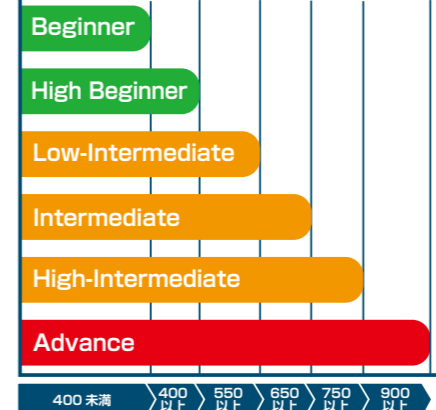 Beginner
High Beginner
Low-Intermediate
Intermediate
High-Intermediate
Advance
400 未満
400
以上
550
以上
650
以上
750
以上
900
以上